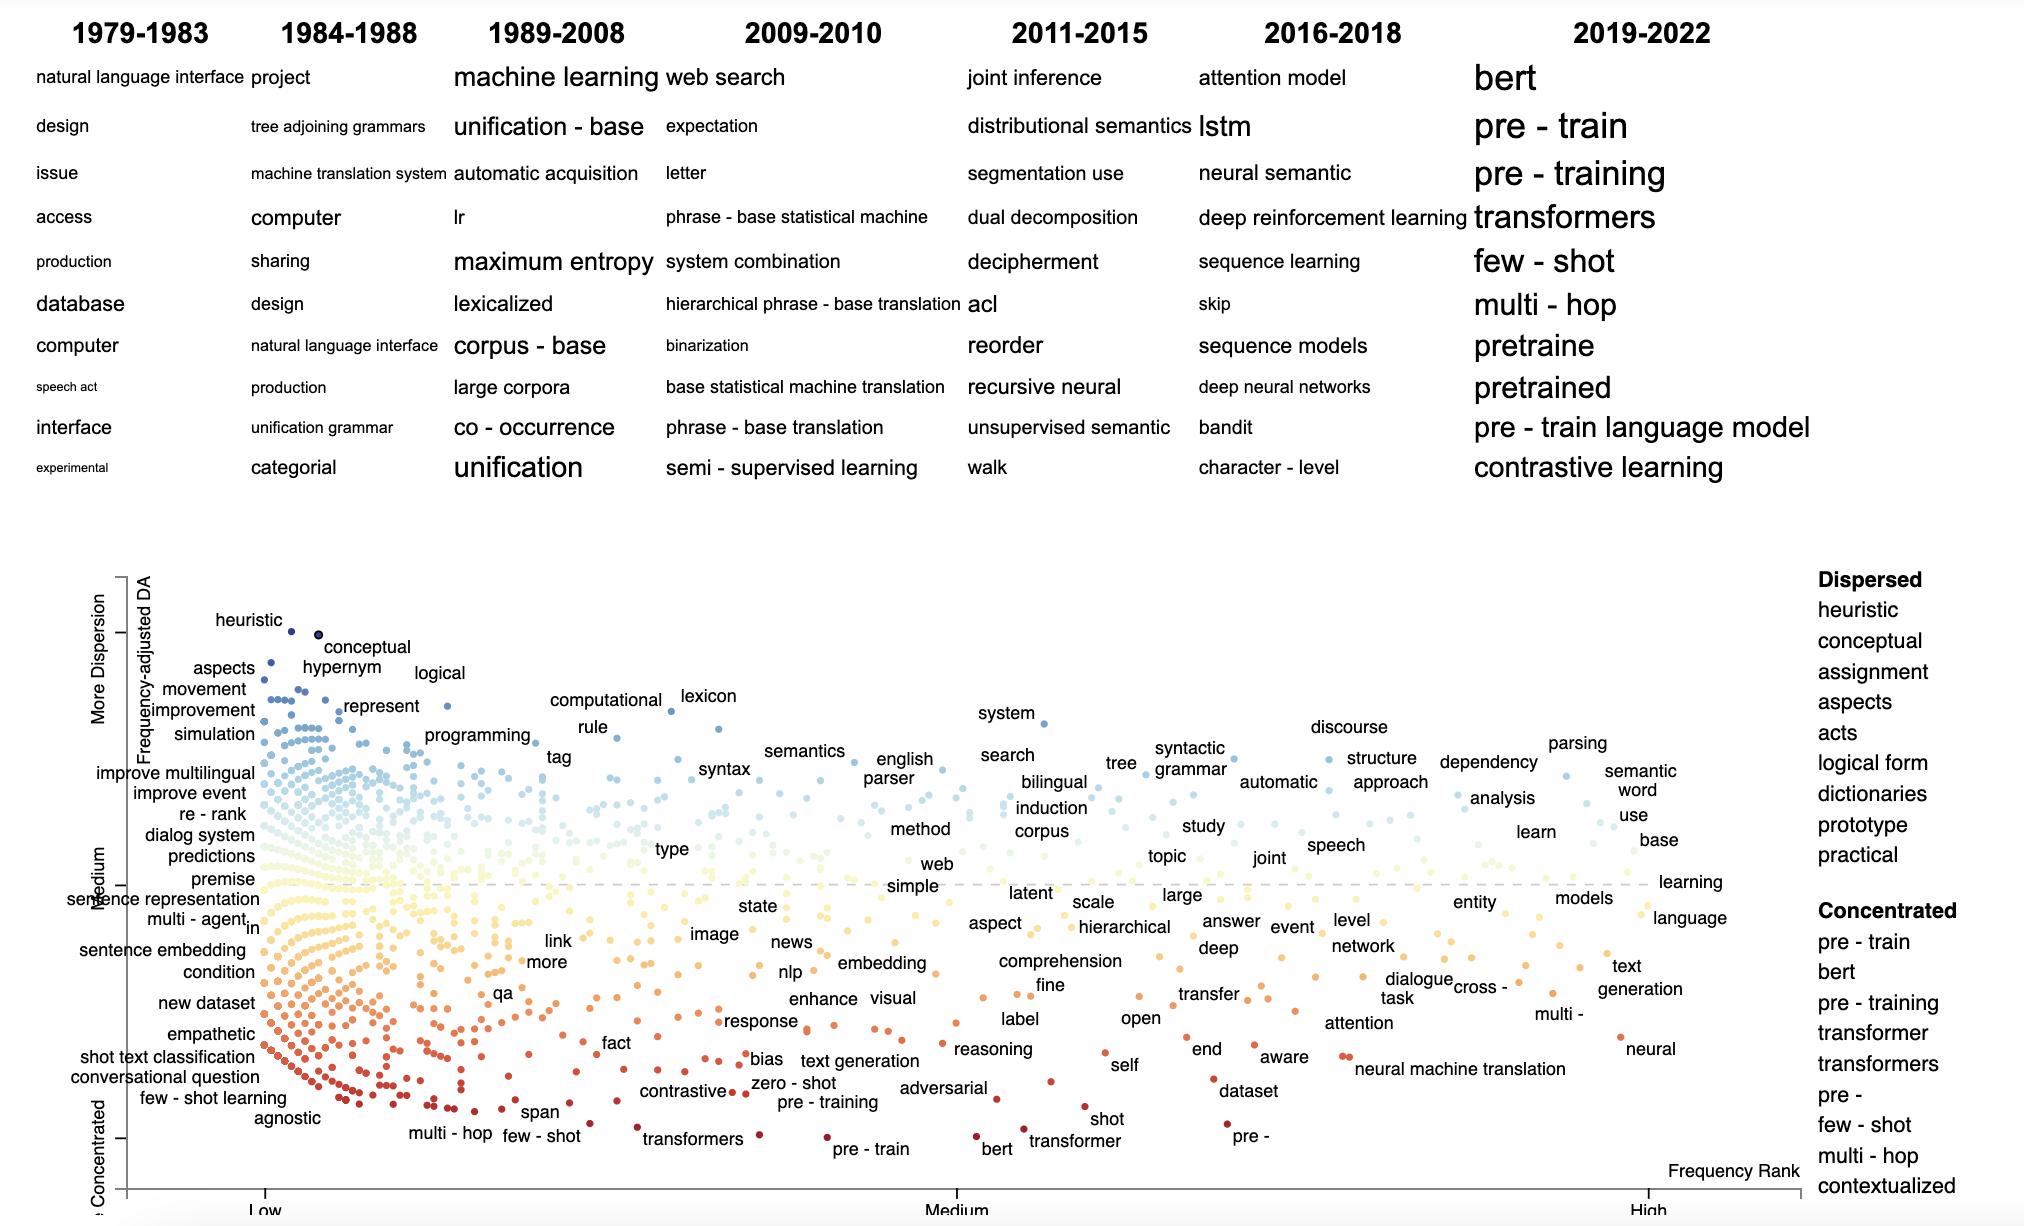 1979-1983 1984-1988 1989-2008 2009-2010 2011-2015 2016-2018 2019-2022
natural language interface project machine learning web search joint inference attention model bert
design tree adjoining grammars unification - base expectation distributional semantics lstm pre - train
issue machine translation system automatic acquisition letter segmentation use neural semantic pre - training
access computer lr phrase - base statistical machine dual decomposition deep reinforcement learning transformers
production sharing maximum entropy system combination decipherment sequence learning few - shot
database design lexicalized hierarchical phrase - base translation acl skip multi - hop
computer natural language interface corpus - base binarization reorder sequence models pretraine
speech act production large corpora base statistical machine translation recursive neural deep neural networks pretrained
interface unification grammar co - occurrence phrase - base translation unsupervised semantic bandit pre - train language model
experimental categorial unification semi - supervised learning walk character - level contrastive learning
More Dispersion
Medium
Concentrated
Frequency-adjusted DA
heuristic
conceptual
aspects hypernym logical
movement
improvement represent computational lexicon
simulation programming rule system discourse
tag semantics english search syntactic parsing
improve multilingual syntax parser bilingual tree grammar automatic structure approach dependency semantic
improve event induction analysis word
re - rank method corpus study learn use
dialog system type web topic joint speech base
predictions
premise simple latent scale large entity models learning
sentence representation state
multi - agent in image news aspect hierarchical answer event level language
sentence embedding link more nlp embedding comprehension deep network text
condition qa enhance visual fine transfer dialogue task cross - generation
new dataset response label open attention multi -
empathetic fact reasoning end neural
shot text classification bias text generation self aware neural machine translation
conversational question contrastive zero - shot adversarial dataset
few - shot learning pre - training
agnostic span shot
multi - hop few - shot transformers pre - train bert transformer pre -
Frequency Rank
Low Medium High
Dispersed
heuristic
conceptual
assignment
aspects
acts
logical form
dictionaries
prototype
practical
Concentrated
pre - train
bert
pre - training
transformer
transformers
pre -
few - shot
multi - hop
contextualized